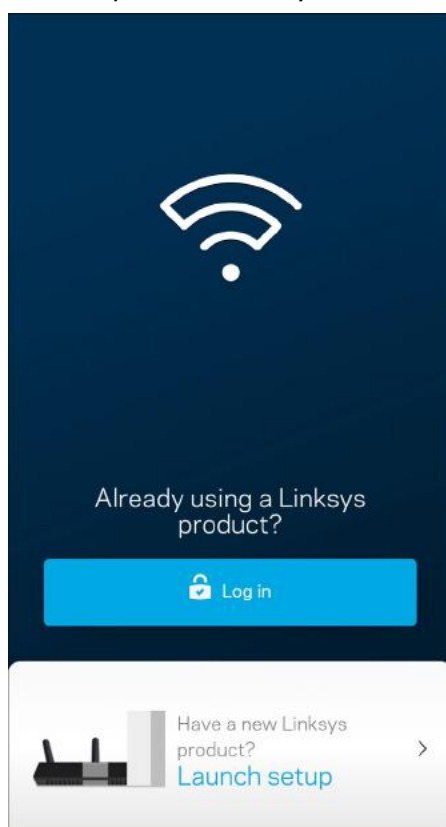 Already using a Linksys
product?
Log in
Have a new Linksys
product?
Launch setup